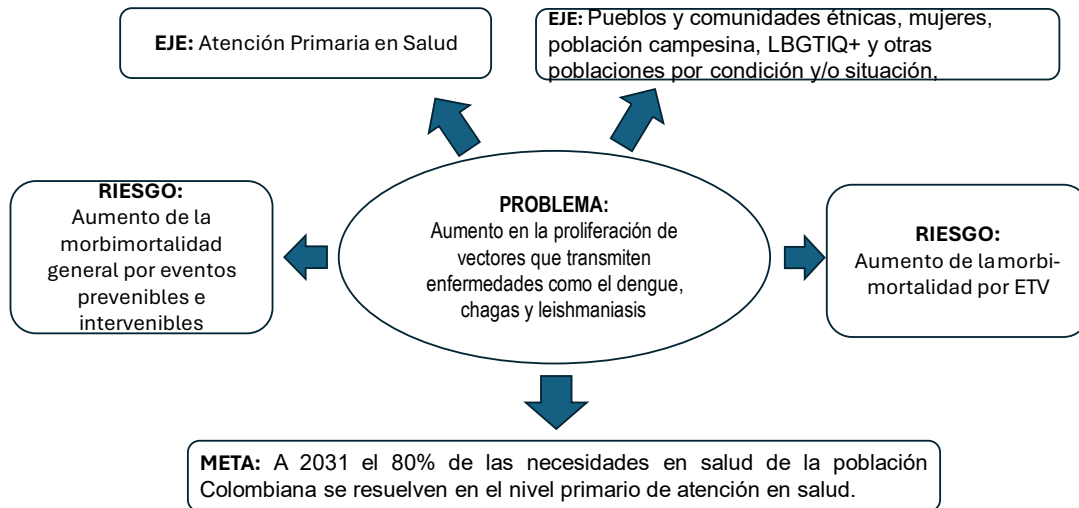 EJE: Atención Primaria en Salud
EJE: Pueblos y comunidades étnicas, mujeres,
población campesina, LBGTIQ+ y otras
poblaciones por condición y/o situación,
RIESGO:
Aumento de la
morbimortalidad
general por eventos
prevenibles e
intervenibles
PROBLEMA:
Aumento en la proliferación de
vectores que transmiten
enfermedades como el dengue,
chagas y leishmaniasis
RIESGO:
Aumento de la morbi-
mortalidad por ETV
META: A 2031 el 80% de las necesidades en salud de la población
Colombiana se resuelven en el nivel primario de atención en salud.